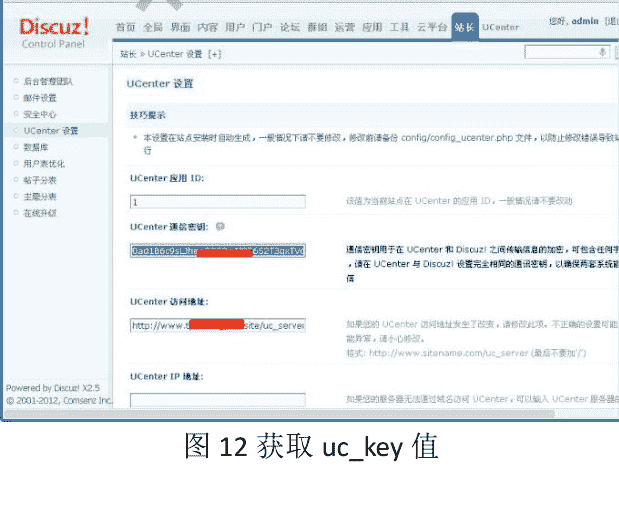 Discuz!
Control Panel
首页 全局 界面 内容 用户 门户 论坛 群组 运营 应用 工具 云平台 站长 UCenter
您好, admin
站长 » UCenter 设置 [+]
后台管理团队
邮件设置
安全中心
UCenter 设置
数据库
用户表优化
帖子分表
主题分表
在线升级
UCenter 设置
技巧提示
本设置在站点安装时自动生成，一般情况下请不要修改，修改前请备份 config/config_ucenter.php 文件，以防止修改错误导致站
行
UCenter 应用 ID:
1
该值为当前站点在 UCenter 的应用 ID，一般情况请不要改动
UCenter 通信密钥:
通信密钥用于在 UCenter 和 Discuz! 之间传输信息的加密，可包含任何字
，请在 UCenter 与 Discuz! 设置完全相同的通讯密钥，以确保两套系统能
信
UCenter 访问地址:
http://www.t site/uc_server
如果您的 UCenter 访问地址发生了改变，请修改此项。不正确的设置可能
能异常，请小心修改。
格式: http://www.sitename.com/uc_server (最后不要加'/')
UCenter IP 地址:
如果您的服务器无法通过域名访问 UCenter，可以输入 UCenter 服务器的
Powered by Discuz! X2.5
© 2001-2012, Comsenz Inc.
图 12 获取 uc_key 值